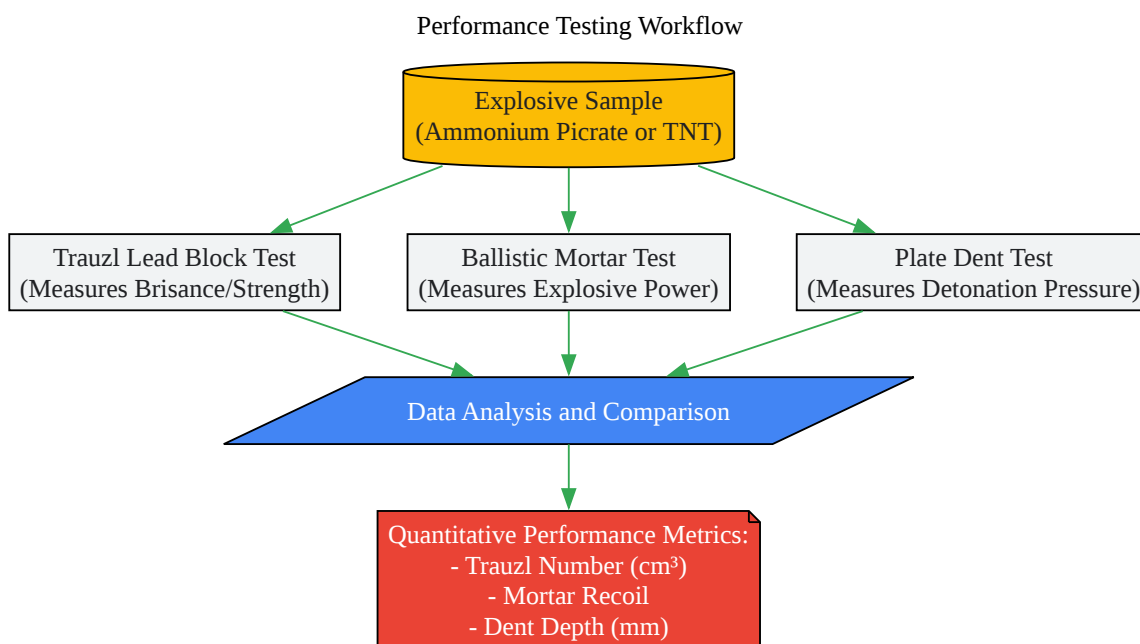 Performance Testing Workflow
Explosive Sample
(Ammonium Picrate or TNT)
Trauzl Lead Block Test
(Measures Brisance/Strength)
Ballistic Mortar Test
(Measures Explosive Power)
Plate Dent Test
(Measures Detonation Pressure)
Data Analysis and Comparison
Quantitative Performance Metrics:
- Trauzl Number (cm³)
- Mortar Recoil
- Dent Depth (mm)